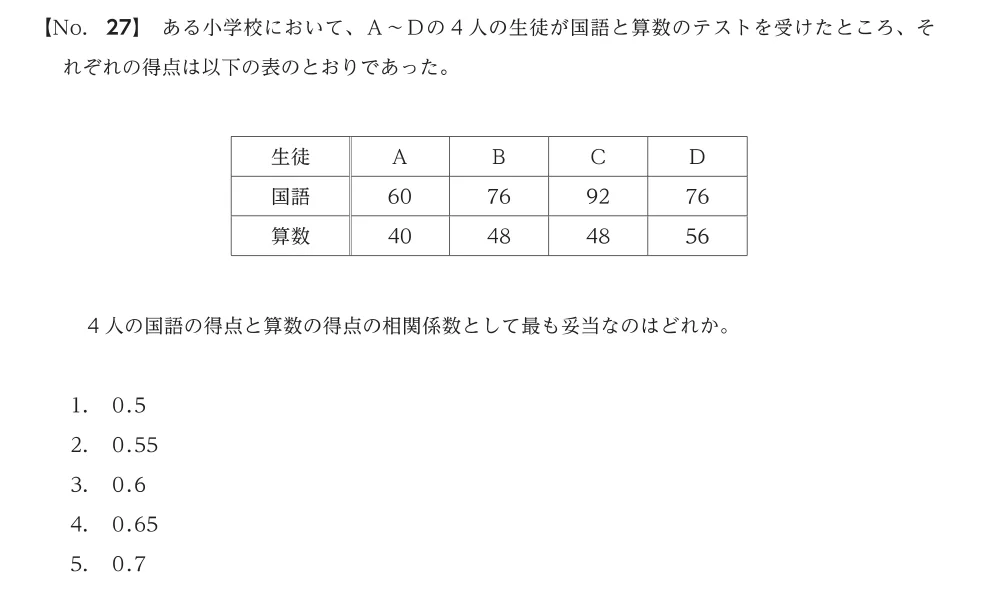 【No. 27】 ある小学校において、A～Dの４人の生徒が国語と算数のテストを受けたところ、そ
れぞれの得点は以下の表のとおりであった。
生徒 A B C D
国語 60 76 92 76
算数 40 48 48 56
４人の国語の得点と算数の得点の相関係数として最も妥当なのはどれか。
1. 0.5
2. 0.55
3. 0.6
4. 0.65
5. 0.7